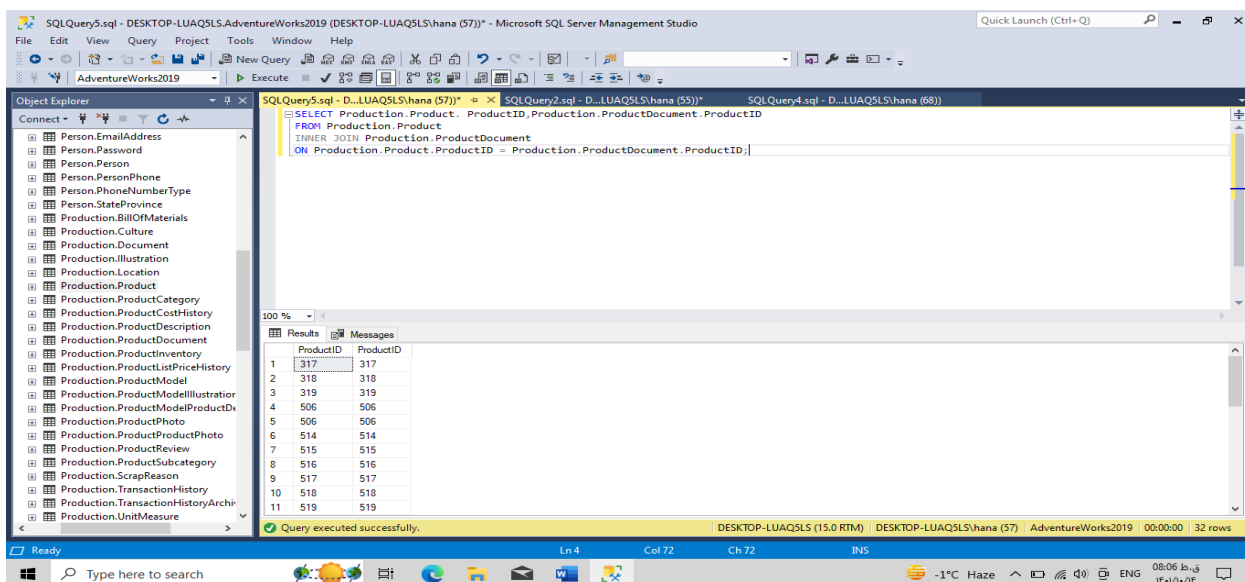 SQLQuery5.sql - DESKTOP-LUAQ5LS.AdventureWorks2019 (DESKTOP-LUAQ5LS\hana (57))* - Microsoft SQL Server Management Studio
Quick Launch (Ctrl+Q)
File Edit View Query Project Tools Window Help
New Query
AdventureWorks2019 Execute
Object Explorer
SQLQuery5.sql - D...LUAQ5LS\hana (57))* SQLQuery2.sql - D...LUAQ5LS\hana (55))* SQLQuery4.sql - D...LUAQ5LS\hana (68))
Connect
Person.EmailAddress
Person.Password
Person.Person
Person.PersonPhone
Person.PhoneNumberType
Person.StateProvince
Production.BillOfMaterials
Production.Culture
Production.Document
Production.Illustration
Production.Location
Production.Product
Production.ProductCategory
Production.ProductCostHistory
Production.ProductDescription
Production.ProductDocument
Production.ProductInventory
Production.ProductListPriceHistory
Production.ProductModel
Production.ProductModelIllustration
Production.ProductModelProductDe
Production.ProductPhoto
Production.ProductProductPhoto
Production.ProductReview
Production.ProductSubcategory
Production.ScrapReason
Production.TransactionHistory
Production.TransactionHistoryArchiv
Production.UnitMeasure
SELECT Production.Product. ProductID,Production.ProductDocument.ProductID
FROM Production.Product
INNER JOIN Production.ProductDocument
ON Production.Product.ProductID = Production.ProductDocument.ProductID;
100 %
Results Messages
ProductID ProductID
1 317 317
2 318 318
3 319 319
4 506 506
5 506 506
6 514 514
7 515 515
8 516 516
9 517 517
10 518 518
11 519 519
Query executed successfully. DESKTOP-LUAQ5LS (15.0 RTM) DESKTOP-LUAQ5LS\hana (57) AdventureWorks2019 00:00:00 32 rows
Ready Ln 4 Col 72 Ch 72 INS
Type here to search -1°C Haze ENG 08:06 ق.ظ
۱۴۰۱/۱۰/۱۴